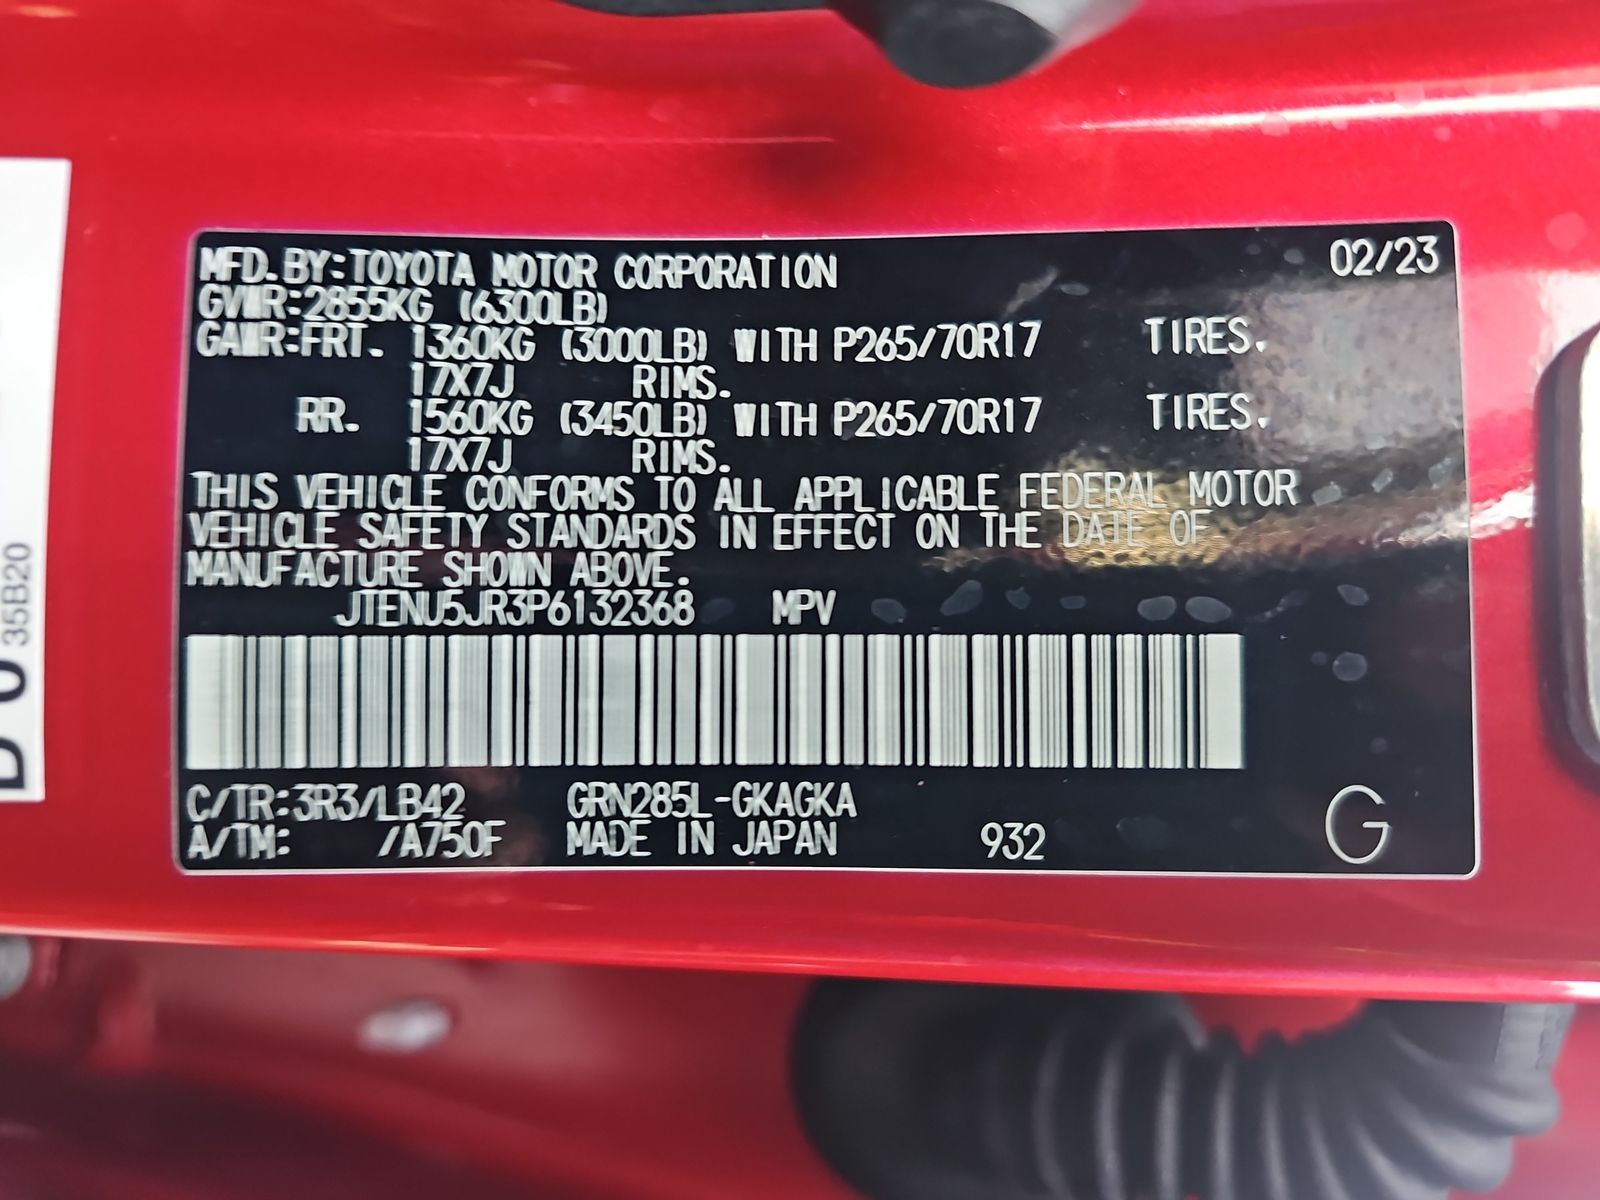 MFD.BY:TOYOTA MOTOR CORPORATION 02/23
GVWR:2855KG (6300LB)
GAWR:FRT. 1360KG (3000LB) WITH P265/70R17 TIRES.
17X7J RIMS.
RR. 1560KG (3450LB) WITH P265/70R17 TIRES.
17X7J RIMS.
THIS VEHICLE CONFORMS TO ALL APPLICABLE FEDERAL MOTOR
VEHICLE SAFETY STANDARDS IN EFFECT ON THE DATE OF
MANUFACTURE SHOWN ABOVE.
JTENU5JR3P6132368 MPV
C/TR:3R3/LB42 GRN285L-GKAGKA
A/TM: /A750F MADE IN JAPAN 932 G
35B20